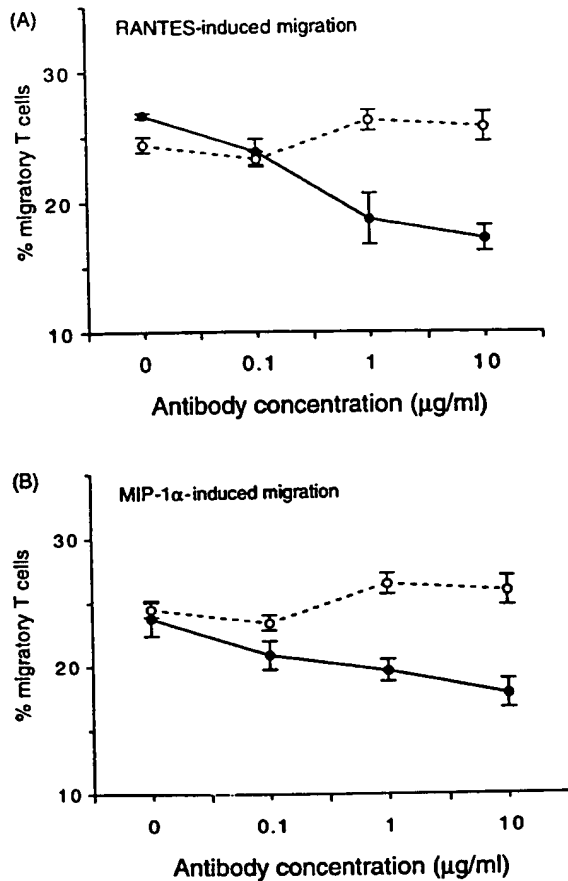 (A)
RANTES-induced migration
30
20
10
% migratory T cells
0 0.1 1 10
Antibody concentration (μg/ml)
(B)
MIP-1α-induced migration
30
20
10
% migratory T cells
0 0.1 1 10
Antibody concentration (μg/ml)